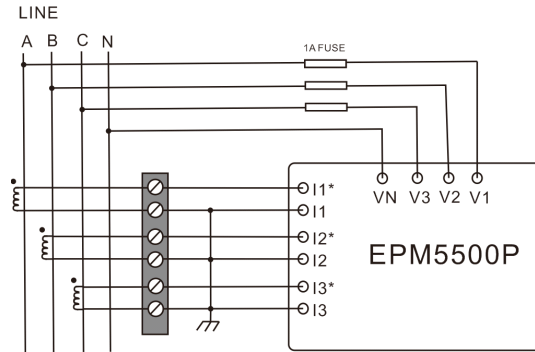 LINE
A B C N
1A FUSE
VN V3 V2 V1
I1*
I1
I2*
I2
I3*
I3
EPM5500P